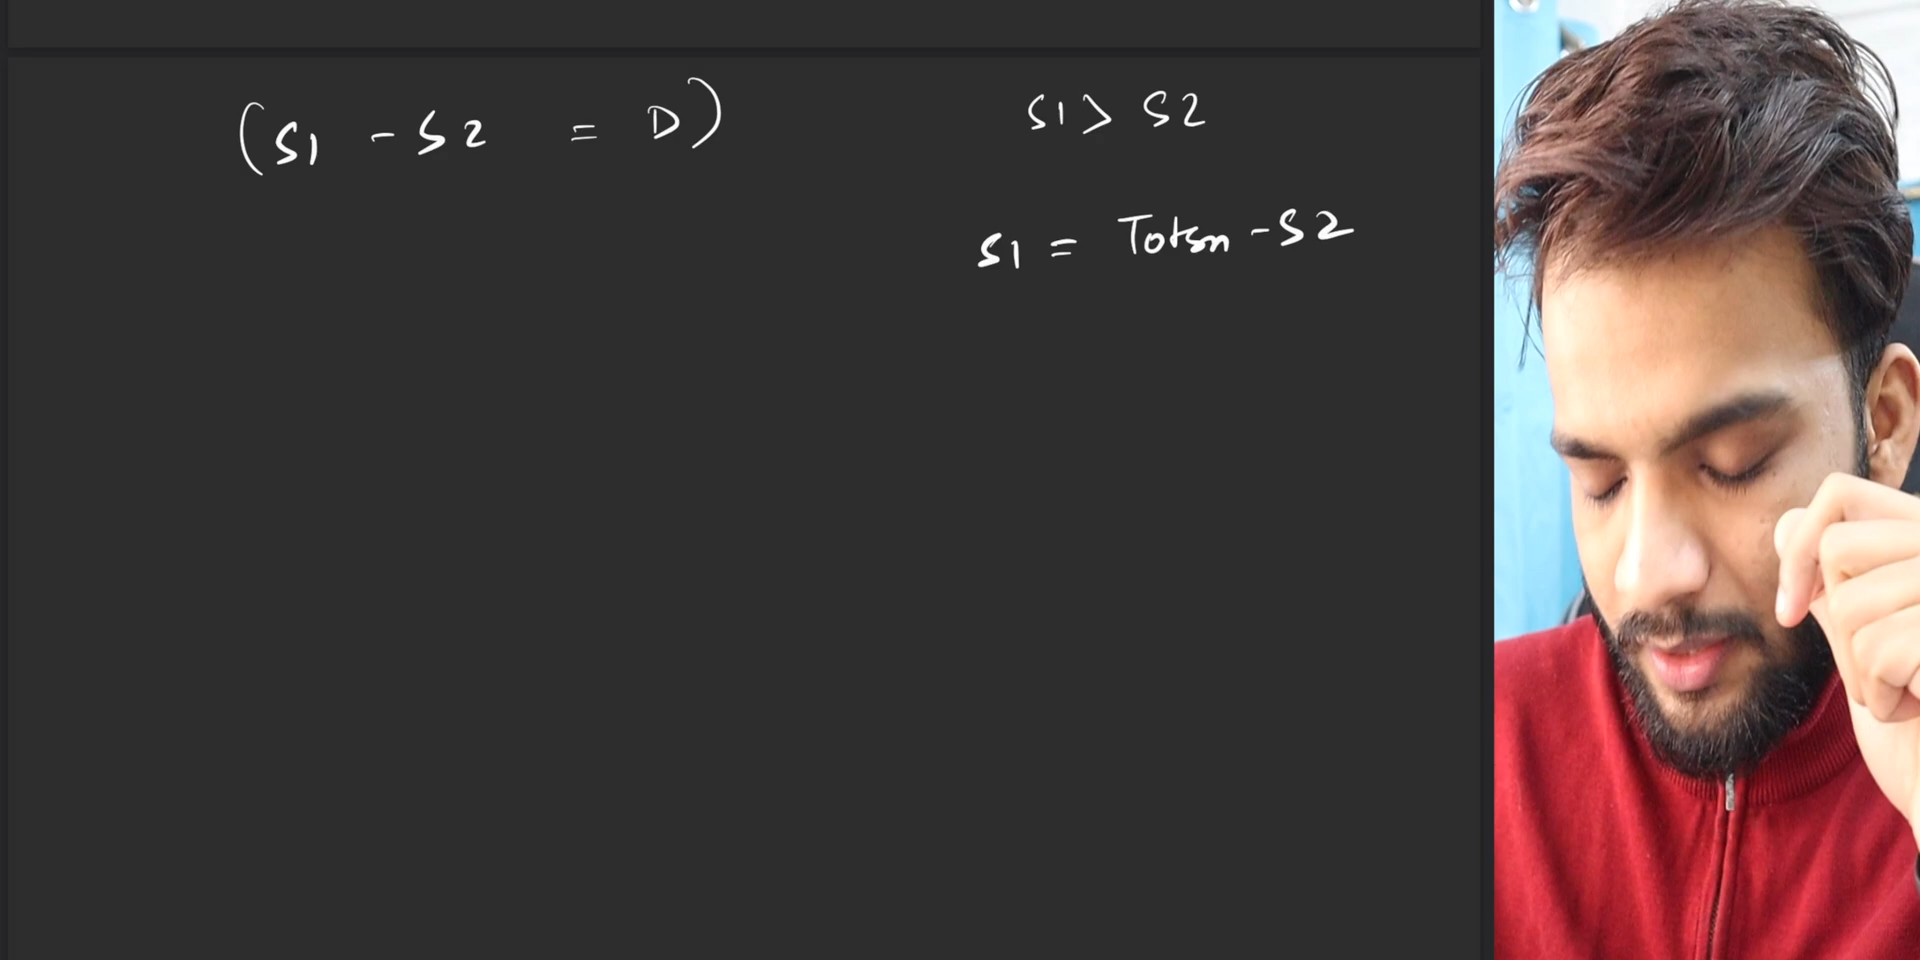 (S1 - S2 = D)
S1 > S2
S1 = Totsm - S2